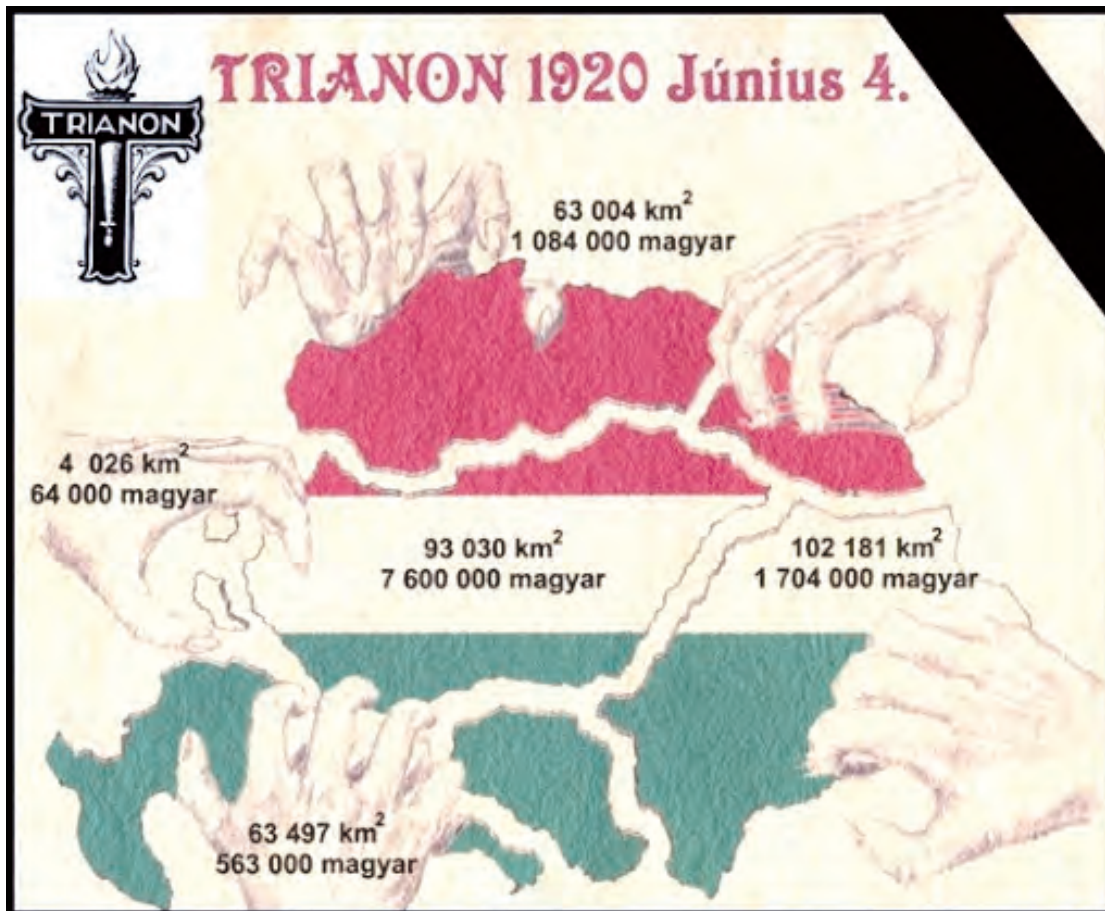 TRIANON
TRIANON 1920 Június 4.
63 004 km²
1 084 000 magyar
4 026 km²
64 000 magyar
93 030 km²
7 600 000 magyar
102 181 km²
1 704 000 magyar
63 497 km²
563 000 magyar